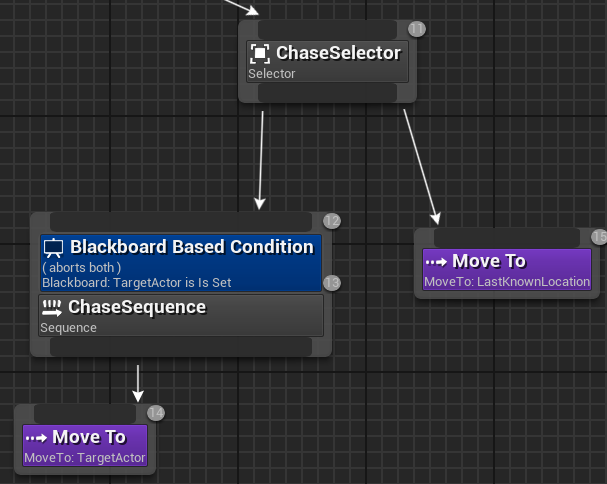 11
ChaseSelector
Selector
12
Blackboard Based Condition
( aborts both )
Blackboard: TargetActor is Is Set
13
ChaseSequence
Sequence
15
Move To
MoveTo: LastKnownLocation
14
Move To
MoveTo: TargetActor